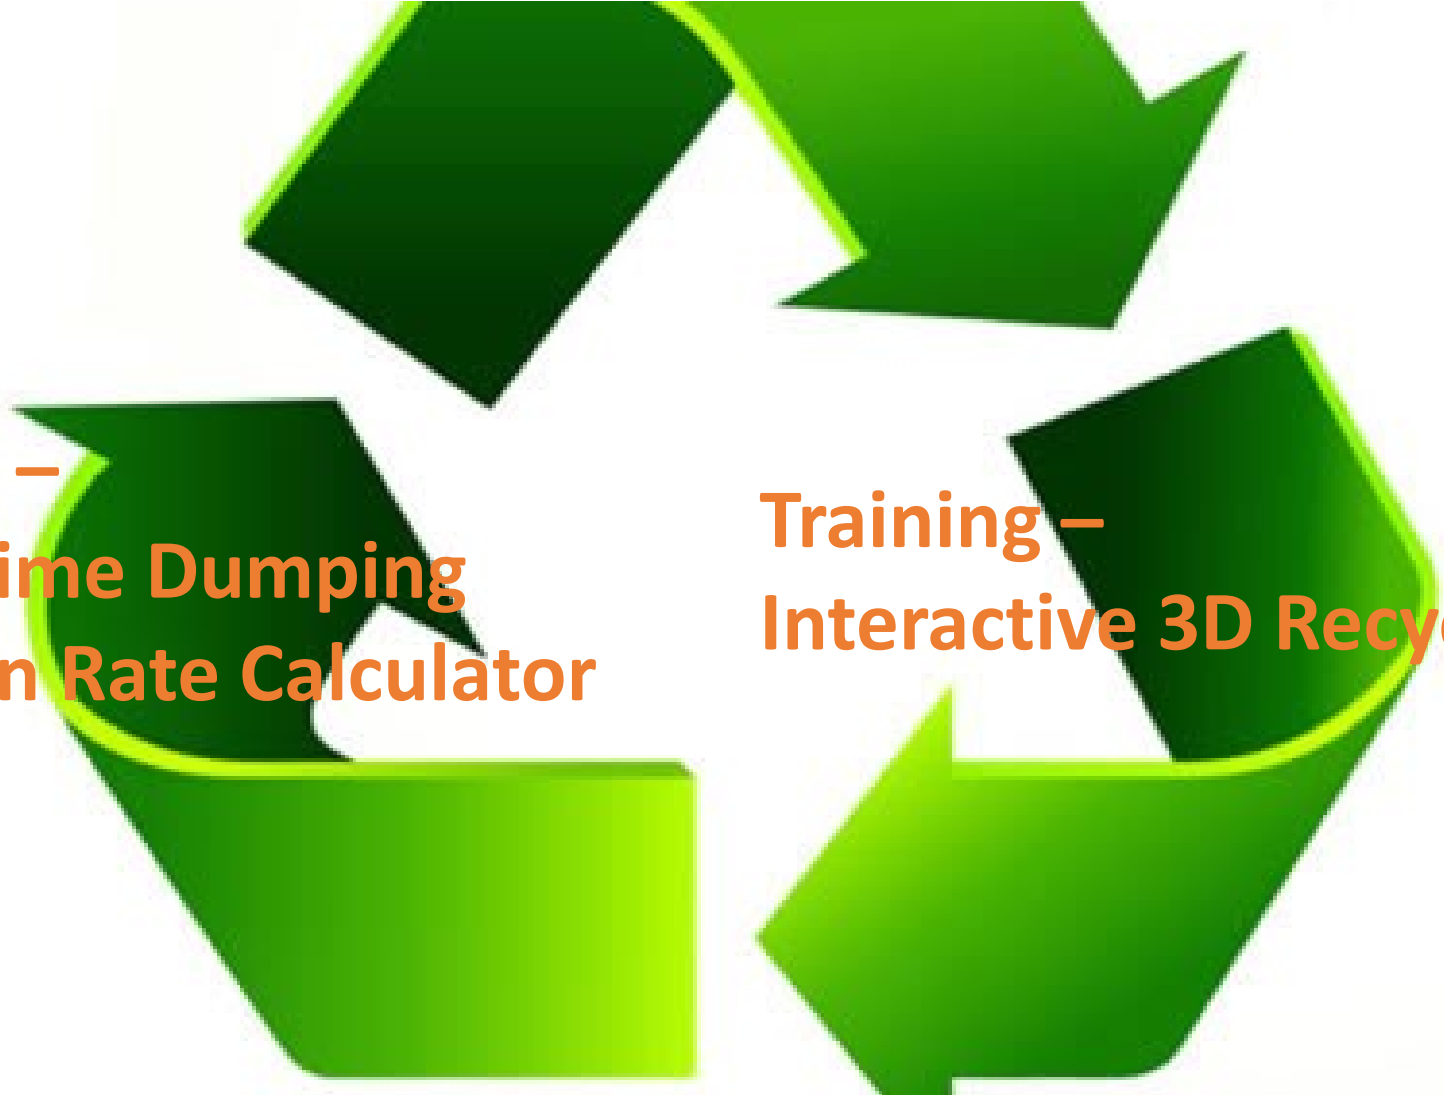 –
ime Dumping
n Rate Calculator
Training –
Interactive 3D Recy